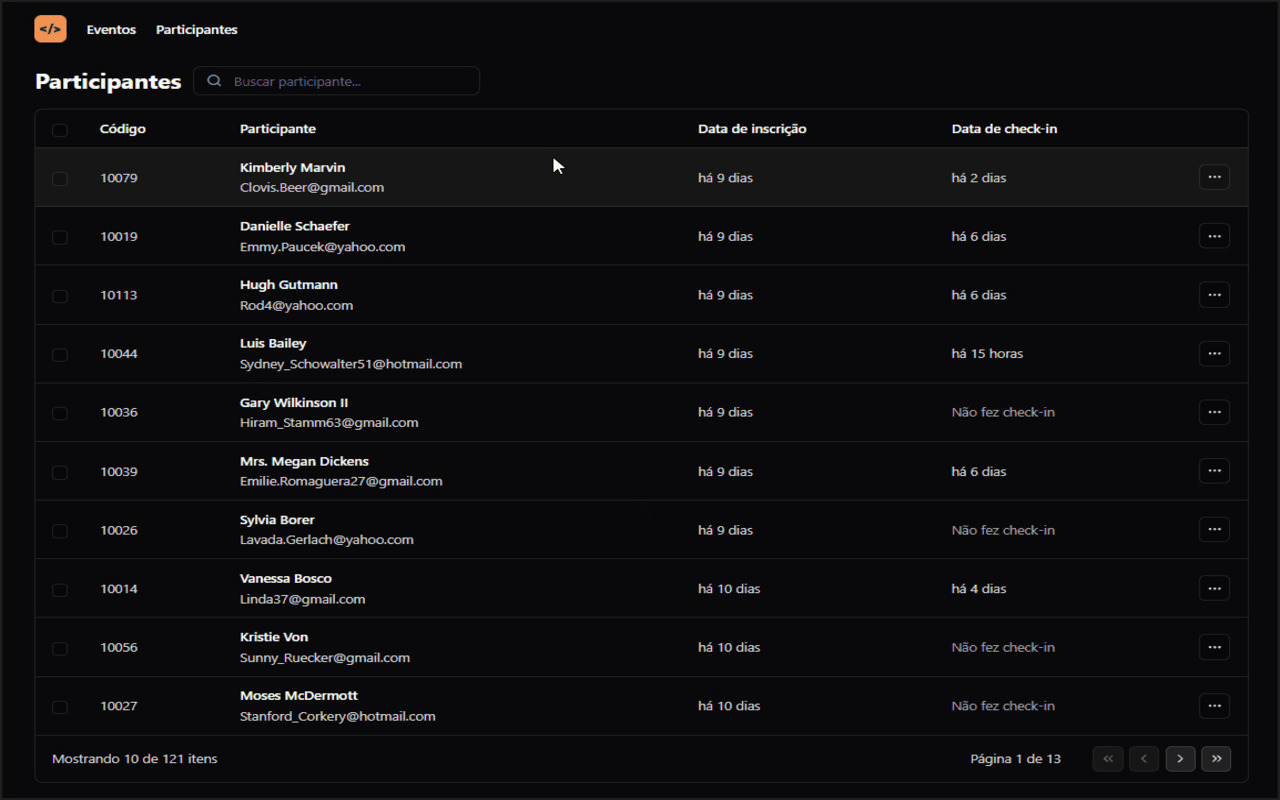 </> Eventos Participantes
Participantes Buscar participante...
Código Participante Data de inscrição Data de check-in
Kimberly Marvin
10079 Clovis.Beer@gmail.com há 9 dias há 2 dias ...
Danielle Schaefer
10019 Emmy.Paucek@yahoo.com há 9 dias há 6 dias ...
Hugh Gutmann
10113 Rod4@yahoo.com há 9 dias há 6 dias ...
Luis Bailey
10044 Sydney_Schowalter51@hotmail.com há 9 dias há 15 horas ...
Gary Wilkinson II
10036 Hiram_Stamm63@gmail.com há 9 dias Não fez check-in ...
Mrs. Megan Dickens
10039 Emilie.Romaguera27@gmail.com há 9 dias há 6 dias ...
Sylvia Borer
10026 Lavada.Gerlach@yahoo.com há 9 dias Não fez check-in ...
Vanessa Bosco
10014 Linda37@gmail.com há 10 dias há 4 dias ...
Kristie Von
10056 Sunny_Ruecker@gmail.com há 10 dias Não fez check-in ...
Moses McDermott
10027 Stanford_Corkery@hotmail.com há 10 dias Não fez check-in ...
Mostrando 10 de 121 itens Página 1 de 13 « < > »